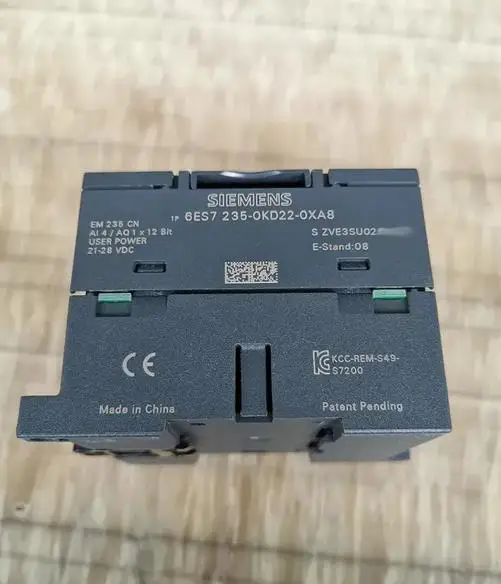 SIEMENS
1P 6ES7 235-0KD22-0XA8
EM 235 CN
AI 4 / AQ 1 x 12 Bit
USER POWER
21-28 VDC
S ZVE3SU02
E-Stand:08
CE
KCC-REM-S49-
S7200
Made in China
Patent Pending